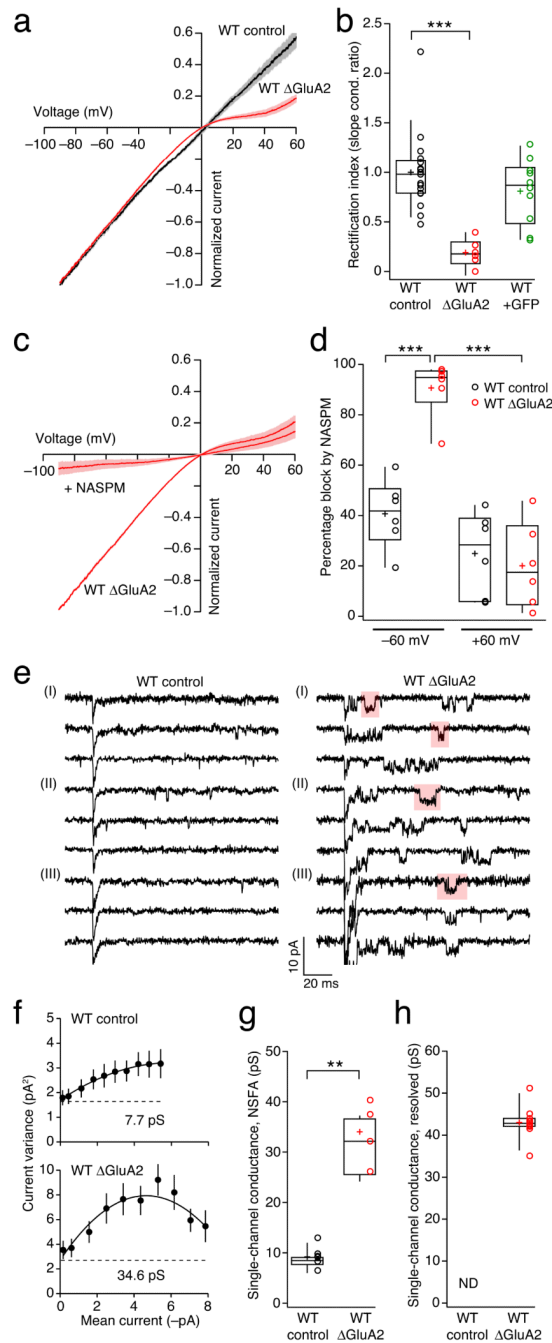 a
WT control
WT ΔGluA2
Voltage (mV)
Normalized current
−100 −80 −60 −40 −20
20 40 60
0.6
0.4
0.2
−0.2
−0.4
−0.6
−0.8
−1.0
b
***
Rectification index (slope cond. ratio)
2.5
2.0
1.5
1.0
0.5
0
WT control
WT ΔGluA2
WT +GFP
c
0.6
0.4
0.2
−0.4
−0.6
−0.8
−1.0
Voltage (mV)
−100
20 40 60
+ NASPM
WT ΔGluA2
Normalized current
d
*** ***
WT control
WT ΔGluA2
Percentage block by NASPM
100
80
60
40
20
0
−60 mV +60 mV
e
WT control WT ΔGluA2
(I) (I)
(II) (II)
(III) (III)
10 pA
20 ms
f
WT control
5
4
3
2
1
0
7.7 pS
WT ΔGluA2
10
8
6
4
2
0
34.6 pS
Current variance (pA²)
0 2 4 6 8
Mean current (−pA)
g
**
Single-channel conductance, NSFA (pS)
50
40
30
20
10
0
WT control
WT ΔGluA2
h
Single-channel conductance, resolved (pS)
60
50
40
30
20
10
0
ND
WT control
WT ΔGluA2